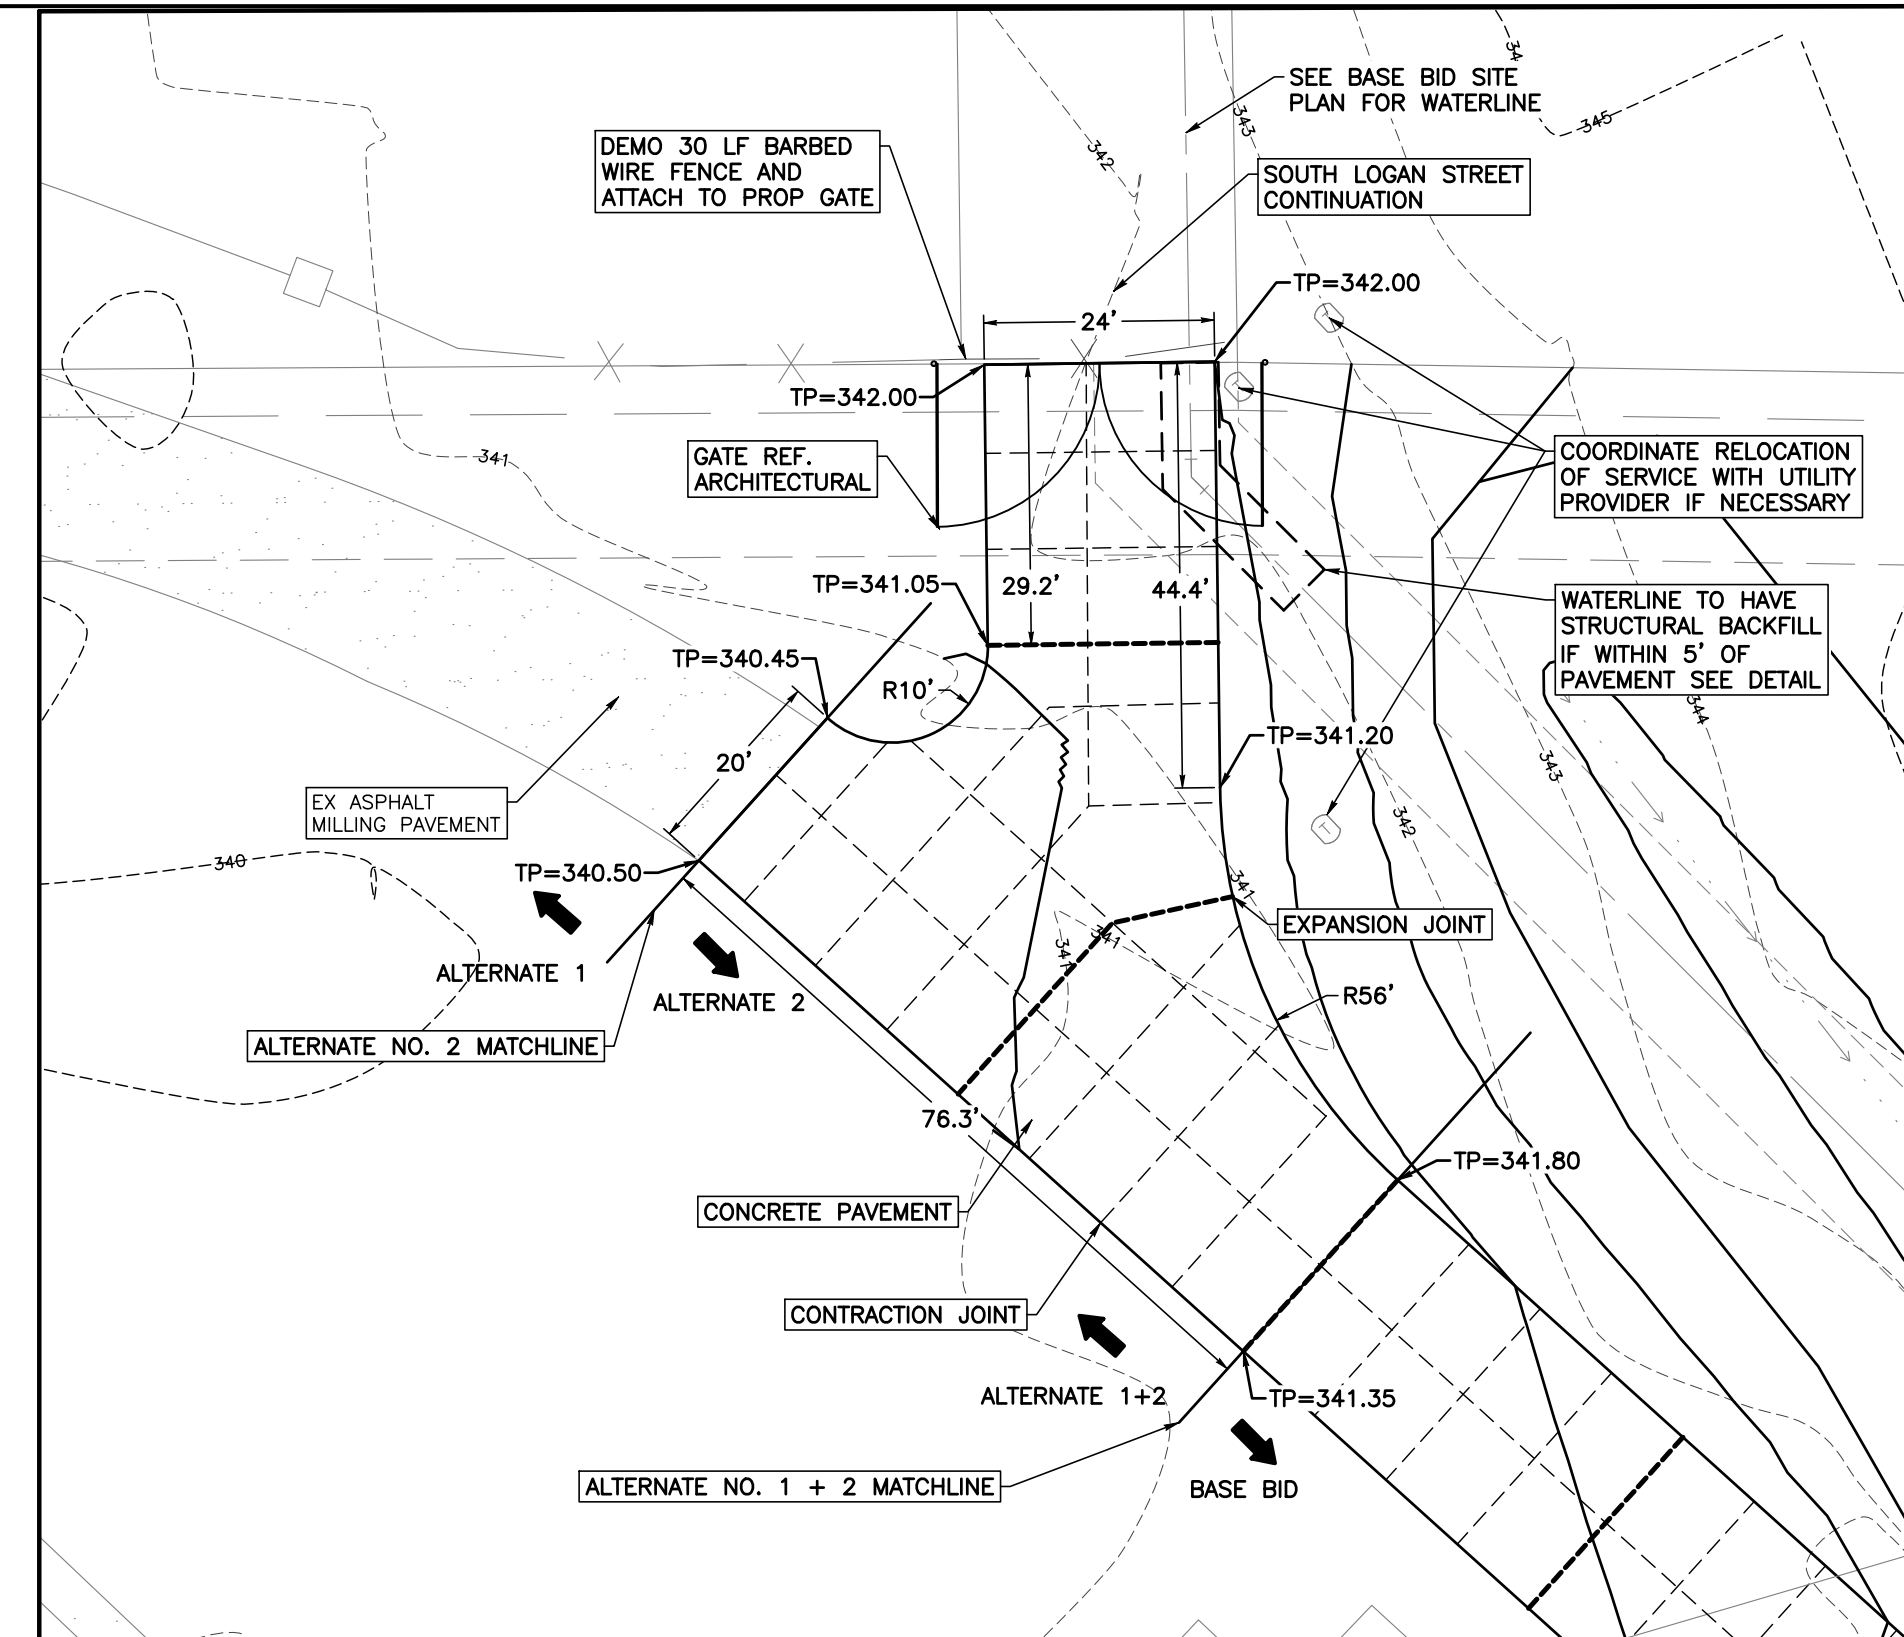 34
SEE BASE BID SITE
PLAN FOR WATERLINE
343
345
342
DEMO 30 LF BARBED
WIRE FENCE AND
ATTACH TO PROP GATE
SOUTH LOGAN STREET
CONTINUATION
TP=342.00
24'
TP=342.00
GATE REF.
ARCHITECTURAL
341
COORDINATE RELOCATION
OF SERVICE WITH UTILITY
PROVIDER IF NECESSARY
TP=341.05
29.2'
44.4'
WATERLINE TO HAVE
STRUCTURAL BACKFILL
IF WITHIN 5' OF
PAVEMENT SEE DETAIL
TP=340.45
R10'
344
TP=341.20
20'
343
EX ASPHALT
MILLING PAVEMENT
342
340
TP=340.50
341
EXPANSION JOINT
341
341
ALTERNATE 1
ALTERNATE 2
R56'
ALTERNATE NO. 2 MATCHLINE
76.3'
TP=341.80
CONCRETE PAVEMENT
CONTRACTION JOINT
ALTERNATE 1+2
TP=341.35
ALTERNATE NO. 1 + 2 MATCHLINE
BASE BID
T
T
T